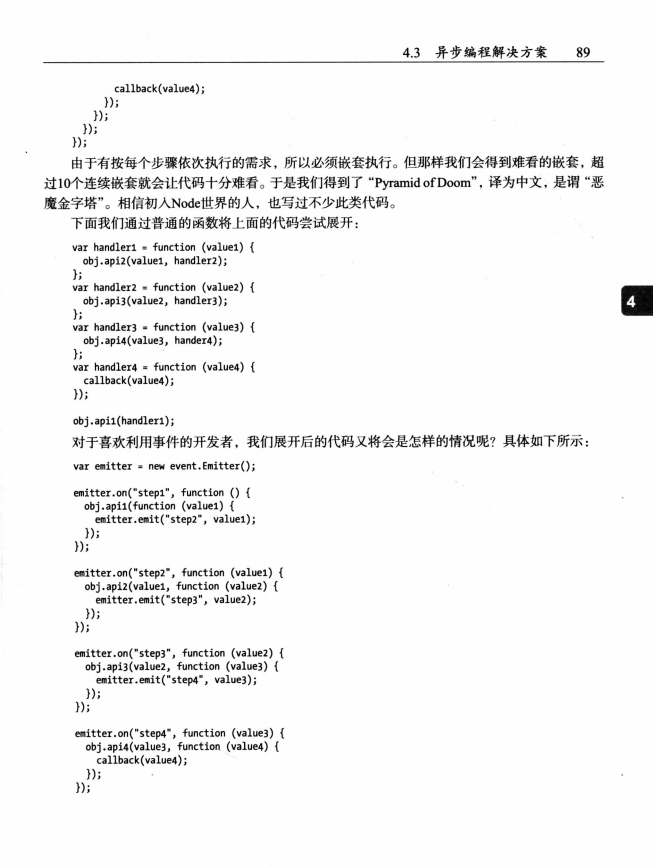 4.3 异步编程解决方案 89
callback(value4);
});
});
});
});
由于有按每个步骤依次执行的需求，所以必须嵌套执行。但那样我们会得到难看的嵌套，超
过10个连续嵌套就会让代码十分难看。于是我们得到了“Pyramid of Doom”，译为中文，是谓“恶
魔金字塔”。相信初入Node世界的人，也写过不少此类代码。
下面我们通过普通的函数将上面的代码尝试展开：
var handler1 = function (value1) {
obj.api2(value1, handler2);
};
var handler2 = function (value2) {
obj.api3(value2, handler3);
};
var handler3 = function (value3) {
obj.api4(value3, hander4);
};
var handler4 = function (value4) {
callback(value4);
});
obj.api1(handler1);
4
对于喜欢利用事件的开发者，我们展开后的代码又将会是怎样的情况呢？具体如下所示：
var emitter = new event.Emitter();
emitter.on("step1", function () {
obj.api1(function (value1) {
emitter.emit("step2", value1);
});
});
emitter.on("step2", function (value1) {
obj.api2(value1, function (value2) {
emitter.emit("step3", value2);
});
});
emitter.on("step3", function (value2) {
obj.api3(value2, function (value3) {
emitter.emit("step4", value3);
});
});
emitter.on("step4", function (value3) {
obj.api4(value3, function (value4) {
callback(value4);
});
});